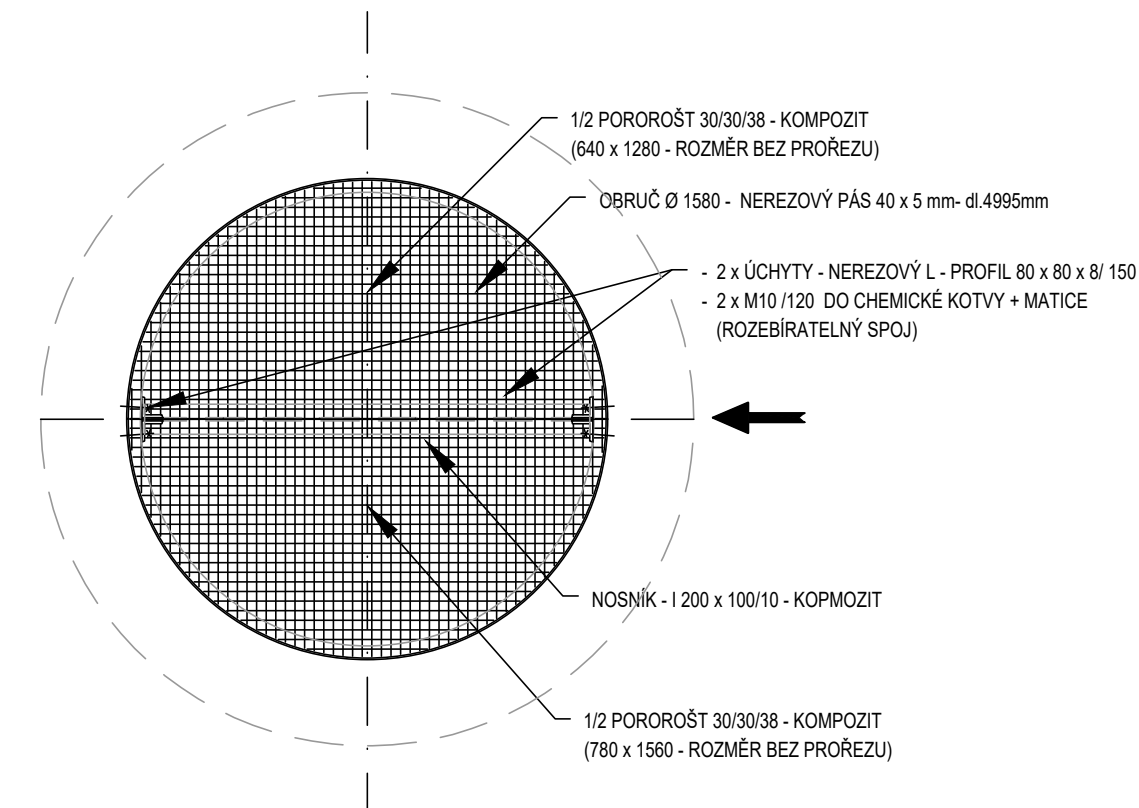 1/2 POROROŠT 30/30/38 - KOMPOZIT
(640 x 1280 - ROZMĚR BEZ PROŘEZU)
OBRUČ Ø 1580 - NEREZOVÝ PÁS 40 x 5 mm- dl.4995mm
- 2 x ÚCHYTY - NEREZOVÝ L - PROFIL 80 x 80 x 8/ 150
- 2 x M10 /120 DO CHEMICKÉ KOTVY + MATICE
(ROZEBÍRATELNÝ SPOJ)
NOSNÍK - I 200 x 100/10 - KOPMOZIT
1/2 POROROŠT 30/30/38 - KOMPOZIT
(780 x 1560 - ROZMĚR BEZ PROŘEZU)